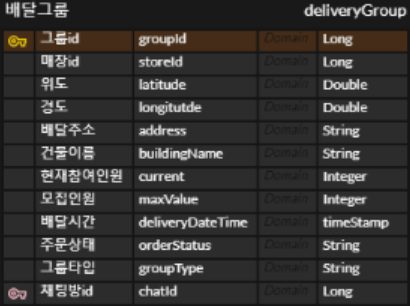 배달그룹 deliveryGroup
그룹id groupId Domain Long
매장id storeId Domain Long
위도 latitude Domain Double
경도 longitutde Domain Double
배달주소 address Domain String
건물이름 buildingName Domain String
현재참여인원 current Domain Integer
모집인원 maxValue Domain Integer
배달시간 deliveryDateTime Domain timeStamp
주문상태 orderStatus Domain String
그룹타입 groupType Domain String
채팅방id chatId Domain Long